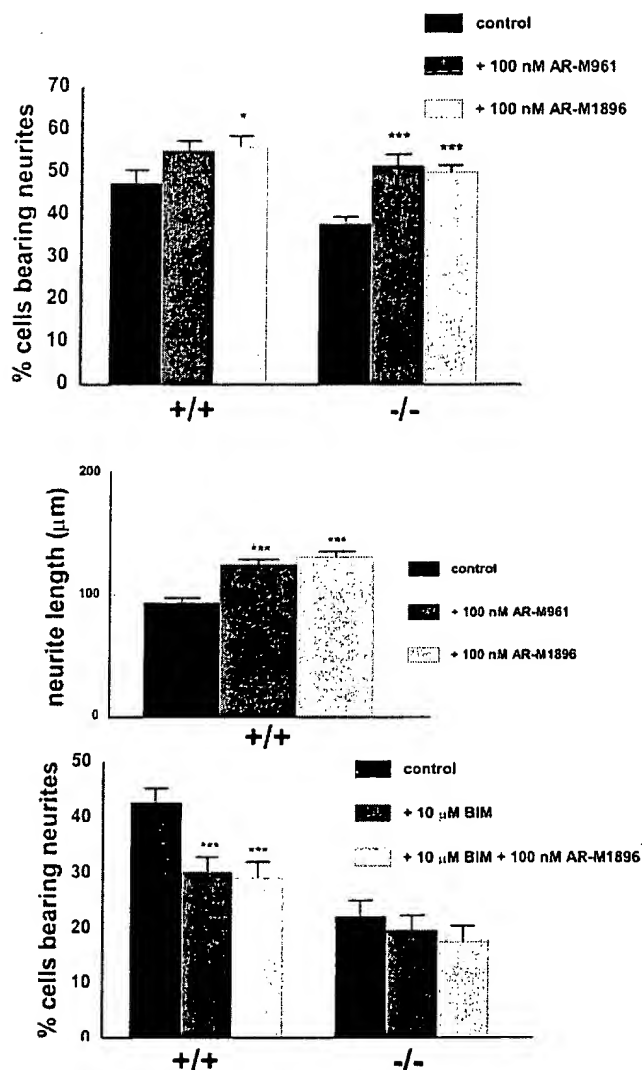 control
+ 100 nM AR-M961
+ 100 nM AR-M1896
% cells bearing neurites
70
60
50
40
30
20
10
0
*
***
***
+/+
-/-
neurite length (μm)
200
100
0
***
***
control
+ 100 nM AR-M961
+ 100 nM AR-M1896
+/+
% cells bearing neurites
50
40
30
20
10
0
***
***
control
+ 10 μM BIM
+ 10 μM BIM + 100 nM AR-M1896
+/+
-/-